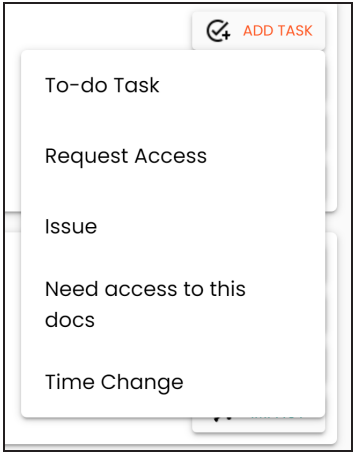 ADD TASK
To-do Task
Request Access
Issue
Need access to this
docs
Time Change